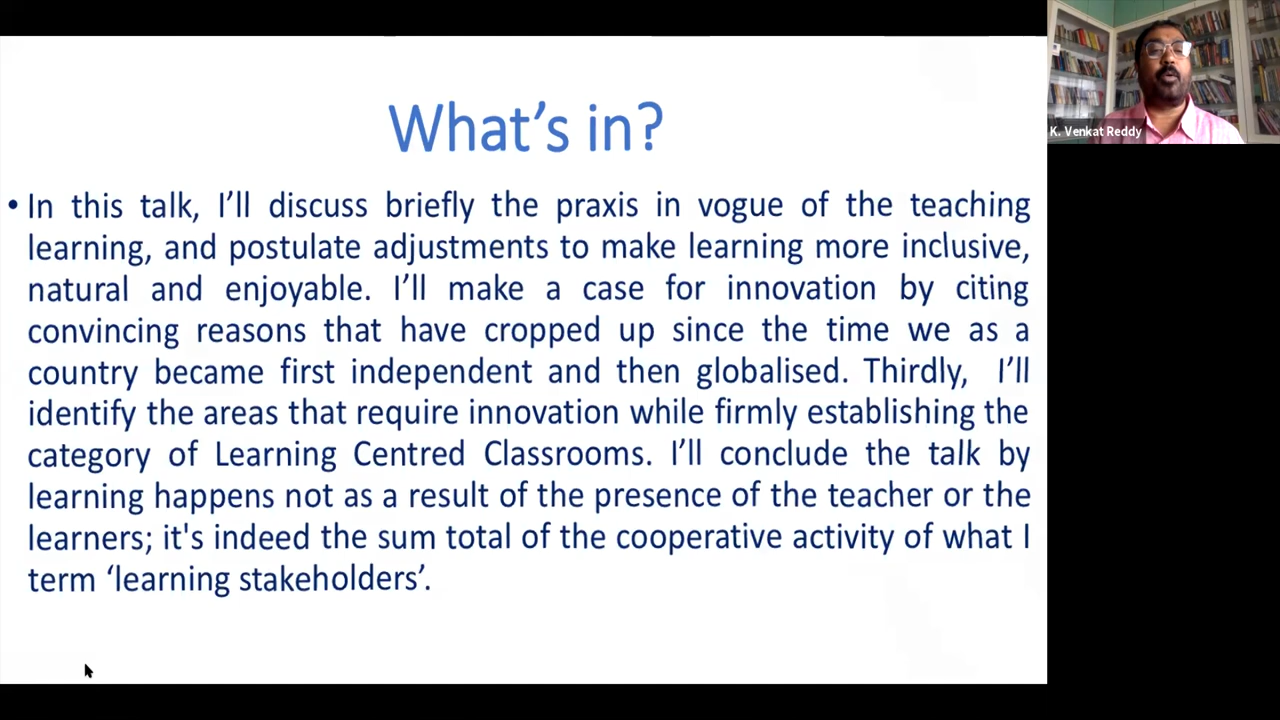 What's in?
• In this talk, I'll discuss briefly the praxis in vogue of the teaching
learning, and postulate adjustments to make learning more inclusive,
natural and enjoyable. I'll make a case for innovation by citing
convincing reasons that have cropped up since the time we as a
country became first independent and then globalised. Thirdly, I'll
identify the areas that require innovation while firmly establishing the
category of Learning Centred Classrooms. I'll conclude the talk by
learning happens not as a result of the presence of the teacher or the
learners; it's indeed the sum total of the cooperative activity of what I
term ‘learning stakeholders’.
K. Venkat Reddy